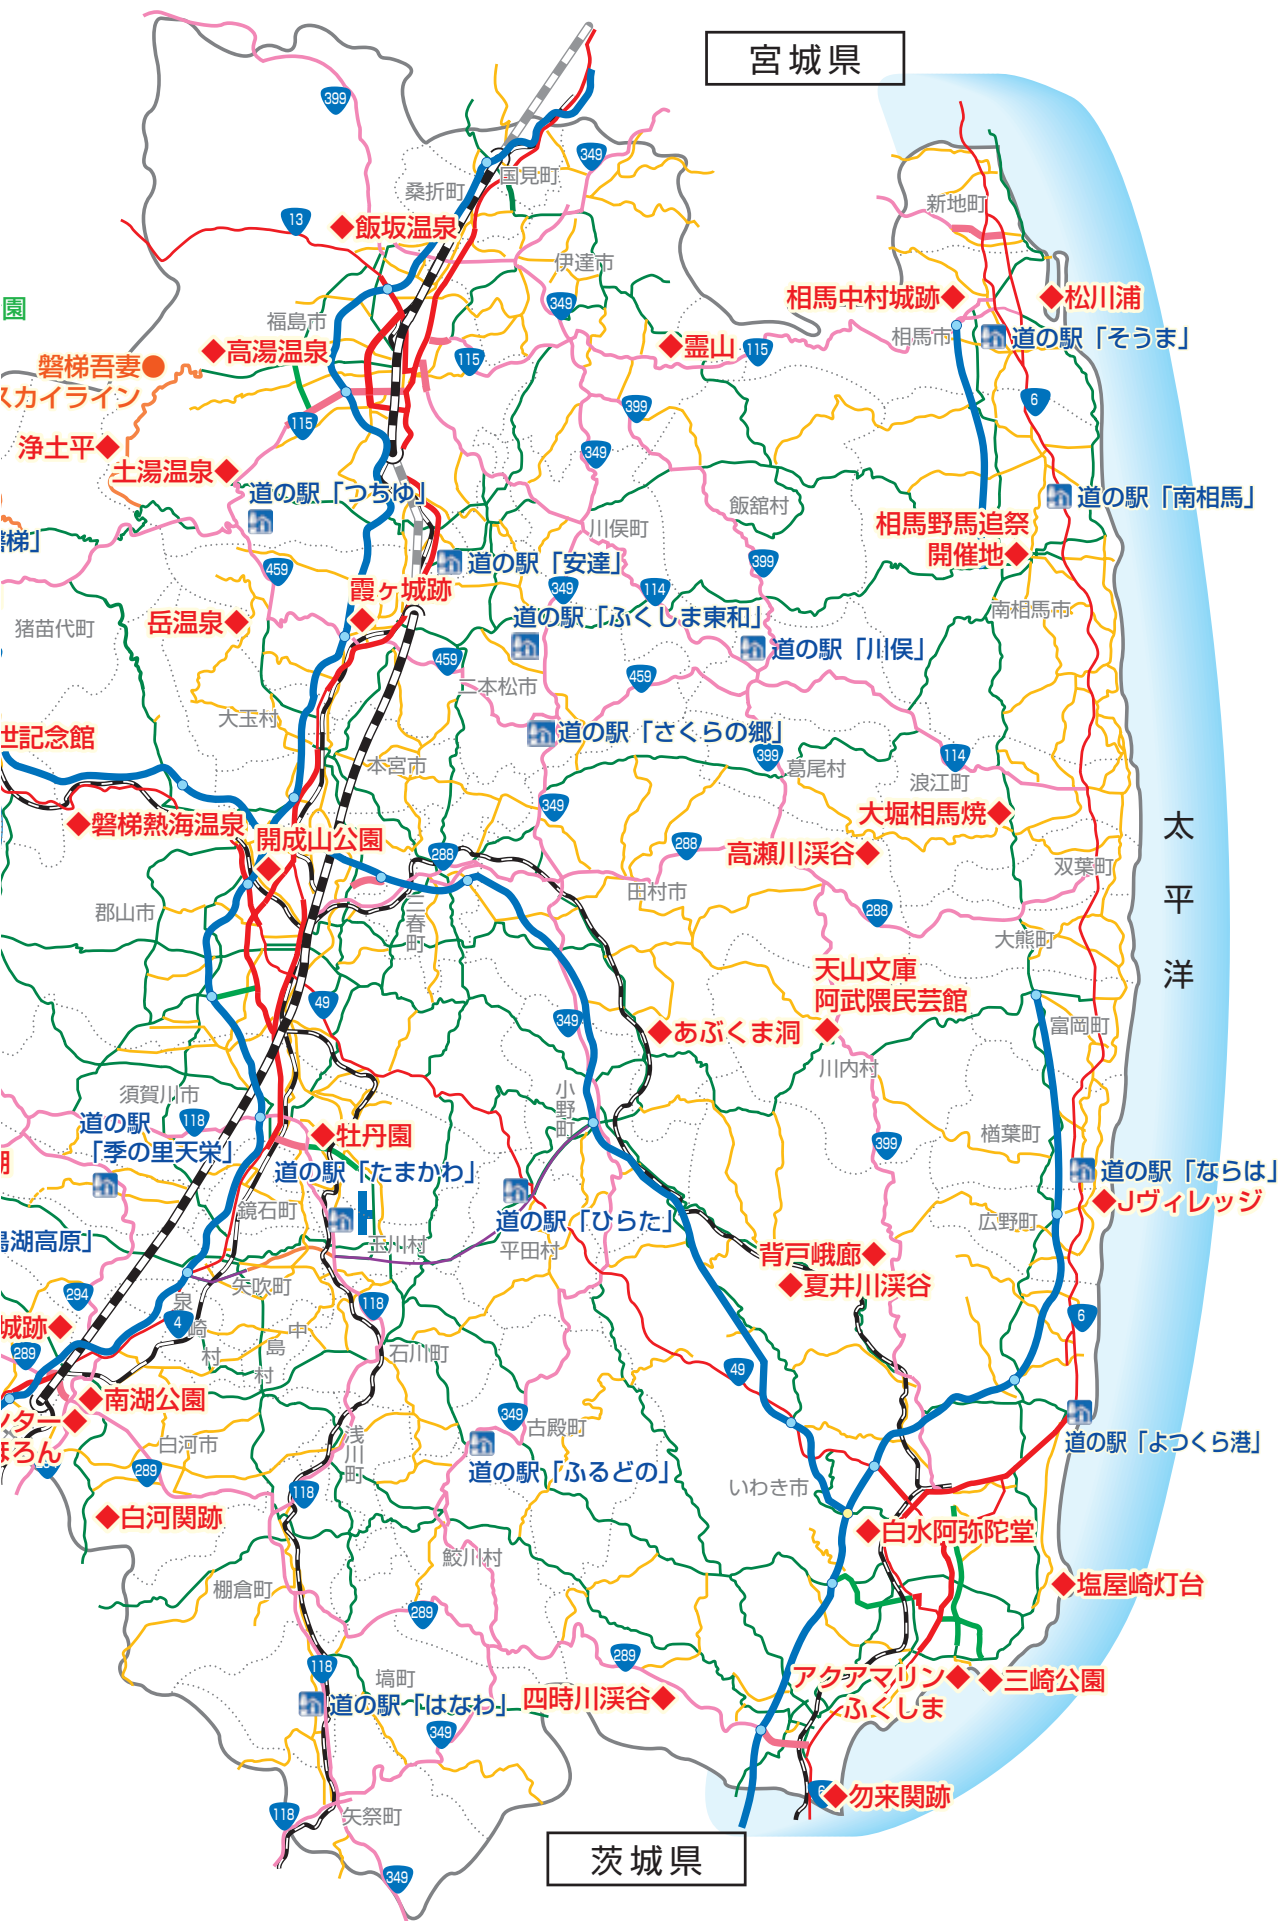 宮城県
399
349
国見町
桑折町
新地町
13
飯坂温泉
伊達市
園
相馬中村城跡
松川浦
349
福島市
相馬市
道の駅「そうま」
高湯温泉
霊山
115
115
磐梯吾妻
スカイライン
399
6
115
浄土平
349
土湯温泉
道の駅「つちゆ」
飯舘村
道の駅「南相馬」
相馬野馬追祭
開催地
川俣町
梯」
道の駅「安達」
399
459
霞ヶ城跡
349
114
南相馬市
猪苗代町
岳温泉
道の駅「ふくしま東和」
道の駅「川俣」
459
459
二本松市
大玉村
道の駅「さくらの郷」
世記念館
399
114
本宮市
葛尾村
浪江町
349
大堀相馬焼
磐梯熱海温泉
開成山公園
太
平
洋
288
288
高瀬川渓谷
双葉町
田村市
郡山市
三春町
288
大熊町
天山文庫
阿武隈民芸館
49
349
あぶくま洞
富岡町
川内村
須賀川市
小野町
道の駅
「季の里天栄」
118
牡丹園
楢葉町
399
道の駅「たまかわ」
道の駅「ならは」
Jヴィレッジ
鏡石町
道の駅「ひらた」
広野町
湖高原」
玉川村
平田村
背戸峨廊
夏井川渓谷
矢吹町
294
泉崎村
118
4
6
城跡
中島村
289
石川町
49
南湖公園
ンター
ほろん
349
古殿町
白河市
浅川町
道の駅「よつくら港」
289
道の駅「ふるどの」
118
いわき市
白河関跡
白水阿弥陀堂
鮫川村
棚倉町
塩屋崎灯台
289
289
118
塙町
アクアマリン
ふくしま
三崎公園
道の駅「はなわ」
四時川渓谷
349
6
勿来関跡
118
矢祭町
茨城県
349